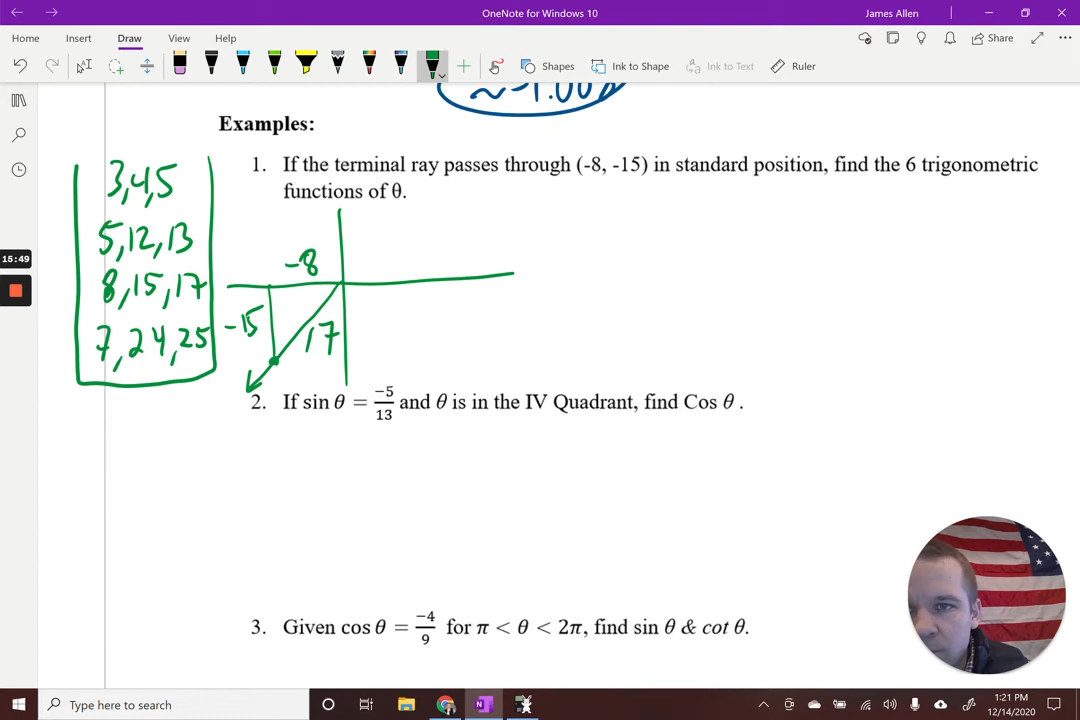 OneNote for Windows 10
James Allen
Home Insert Draw View Help
Share
Shapes Ink to Shape Ink to Text Ruler
~-1.00
Examples:
1. If the terminal ray passes through (-8, -15) in standard position, find the 6 trigonometric
functions of θ.
3,4,5
5,12,13
8,15,17
7,24,25
-8
-15
17
15:49
2. If sin θ = -5/13 and θ is in the IV Quadrant, find Cos θ .
3. Given cos θ = -4/9 for π < θ < 2π, find sin θ & cot θ.
Type here to search
1:21 PM
12/14/2020